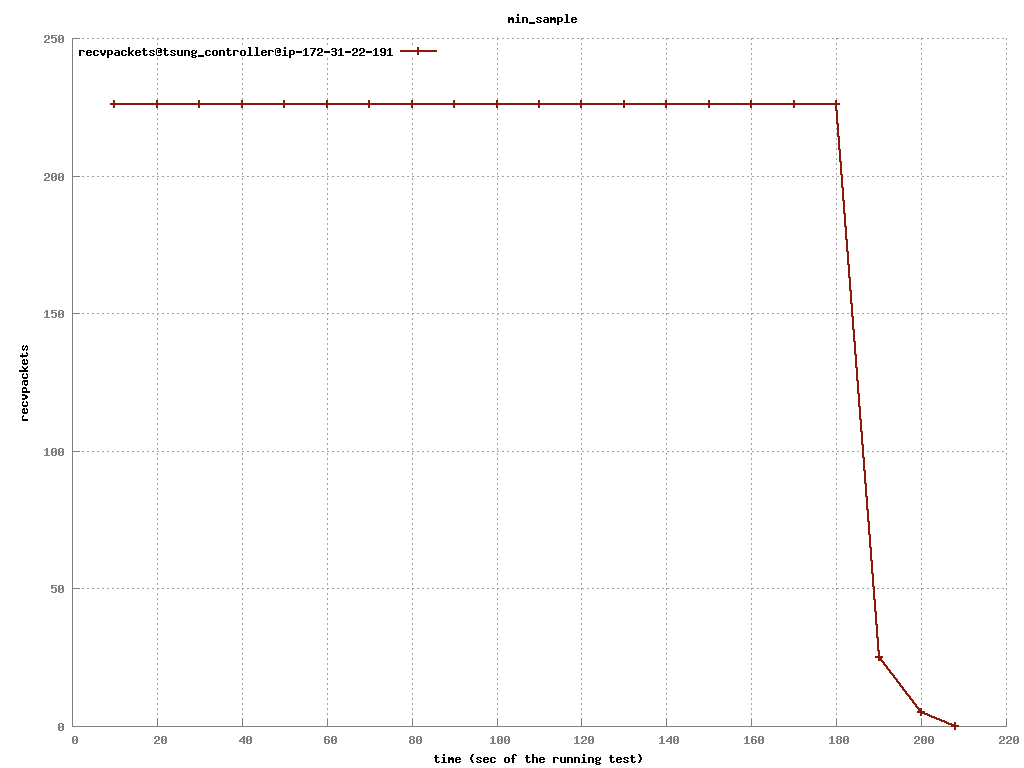 min_sample
recvpackets@tsung_controller@ip-172-31-22-191
250
200
150
100
50
0
recvpackets
0 20 40 60 80 100 120 140 160 180 200 220
time (sec of the running test)